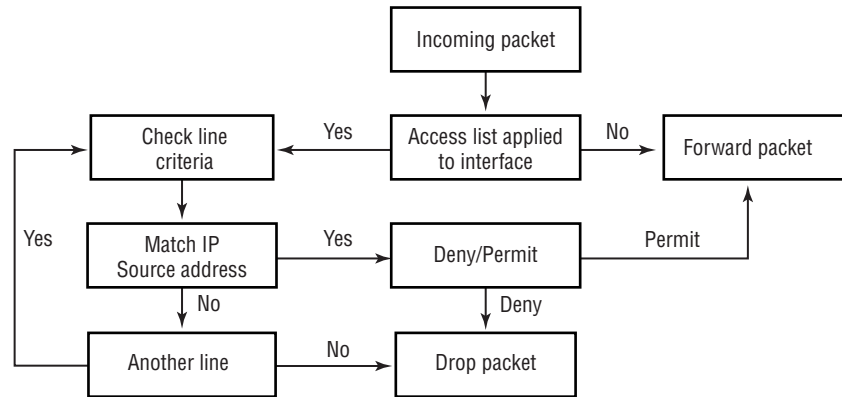 Incoming packet
Check line
criteria
Yes
Access list applied
to interface
No
Forward packet
Yes
Match IP
Source address
Yes
Deny/Permit
Permit
No
Deny
Another line
No
Drop packet